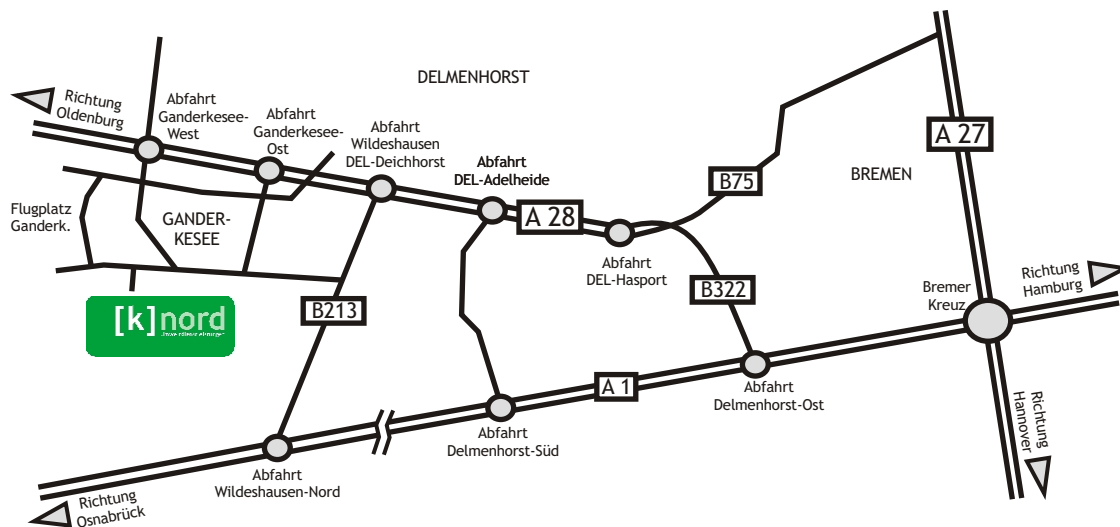 DELMENHORST
Richtung
Oldenburg
Abfahrt
Ganderkesee-
West
Abfahrt
Ganderkesee-
Ost
Abfahrt
Wildeshausen
DEL-Deichhorst
Abfahrt
DEL-Adelheide
A 28
B75
A 27
BREMEN
Flugplatz
Ganderk.
GANDER-
KESEE
Abfahrt
DEL-Hasport
B322
Bremer
Kreuz
Richtung
Hamburg
[k]nord
B213
A 1
Abfahrt
Delmenhorst-Ost
Richtung
Hannover
Abfahrt
Delmenhorst-Süd
Abfahrt
Wildeshausen-Nord
Richtung
Osnabrück